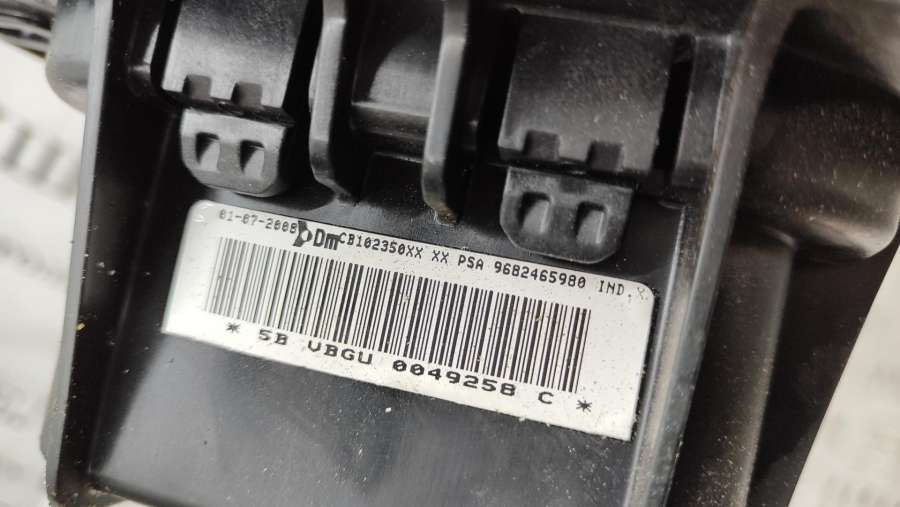 01-07-2008 Dm CB102350XX XX PSA 9682465980 IND.X
* 5B VBGU 0049258 C *